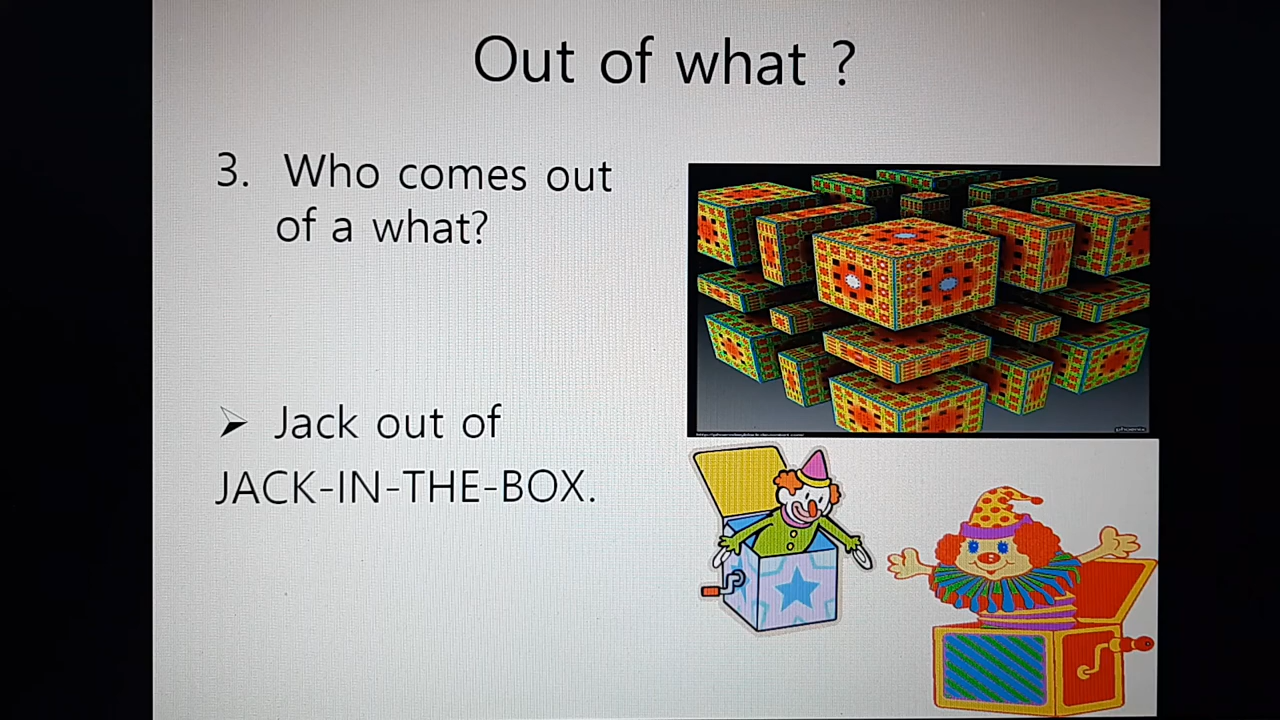 Out of what ?
3. Who comes out
of a what?
➢ Jack out of
JACK-IN-THE-BOX.